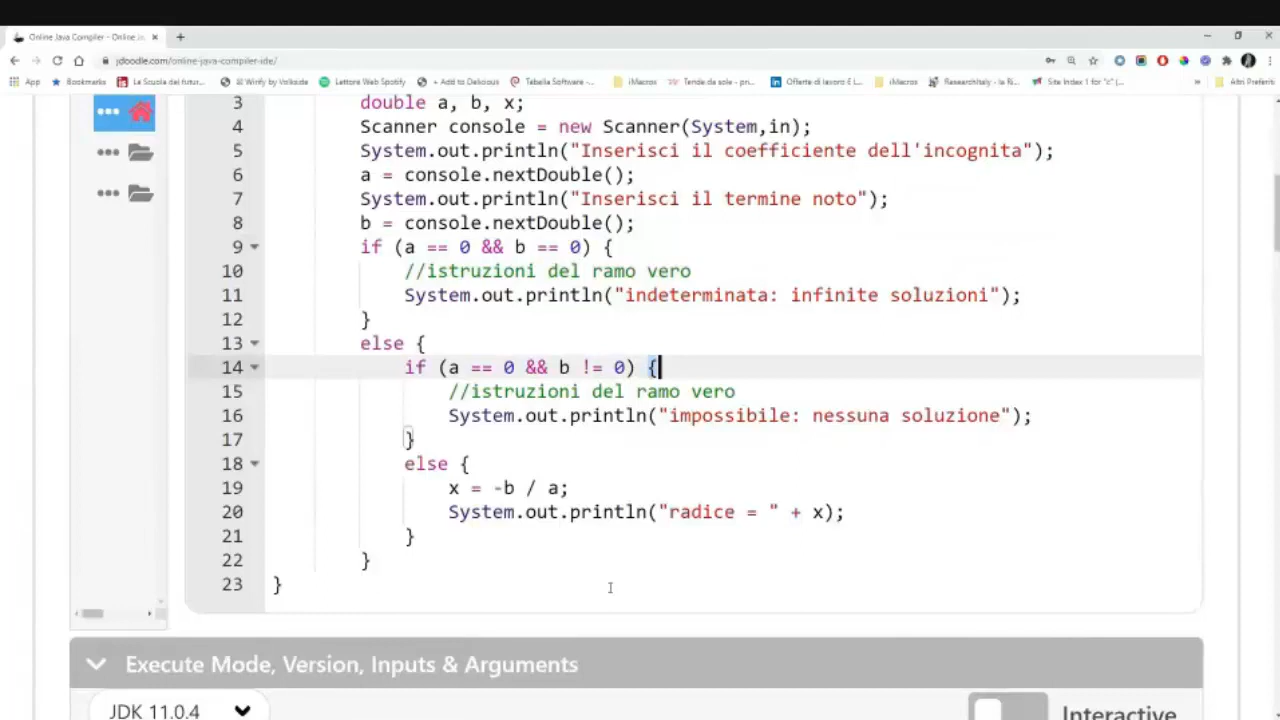 Online Java Compiler - Online Ja
jdoodle.com/online-java-compiler-ide/
App Bookmarks La Scuola del futur... Winify by Volkside Lettore Web Spotify + Add to Delicious Tabella Software -... iMacros Tende da sole - pri... Offerte di lavoro iMacros ResearchItaly - la Ri... Site Index 1 for "c" (... » Altri Preferiti
3 double a, b, x;
4 Scanner console = new Scanner(System,in);
5 System.out.println("Inserisci il coefficiente dell'incognita");
6 a = console.nextDouble();
7 System.out.println("Inserisci il termine noto");
8 b = console.nextDouble();
9 if (a == 0 && b == 0) {
10 //istruzioni del ramo vero
11 System.out.println("indeterminata: infinite soluzioni");
12 }
13 else {
14 if (a == 0 && b != 0) {
15 //istruzioni del ramo vero
16 System.out.println("impossibile: nessuna soluzione");
17 }
18 else {
19 x = -b / a;
20 System.out.println("radice = " + x);
21 }
22 }
23 }
Execute Mode, Version, Inputs & Arguments
JDK 11.0.4 Interactive